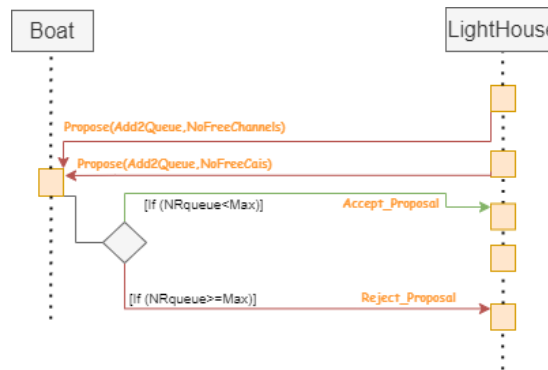 Boat
LightHouse
Propose(Add2Queue,NoFreeChannels)
Propose(Add2Queue,NoFreeCais)
[If (NRqueue<Max)]
Accept_Proposal
[If (NRqueue>=Max)]
Reject_Proposal